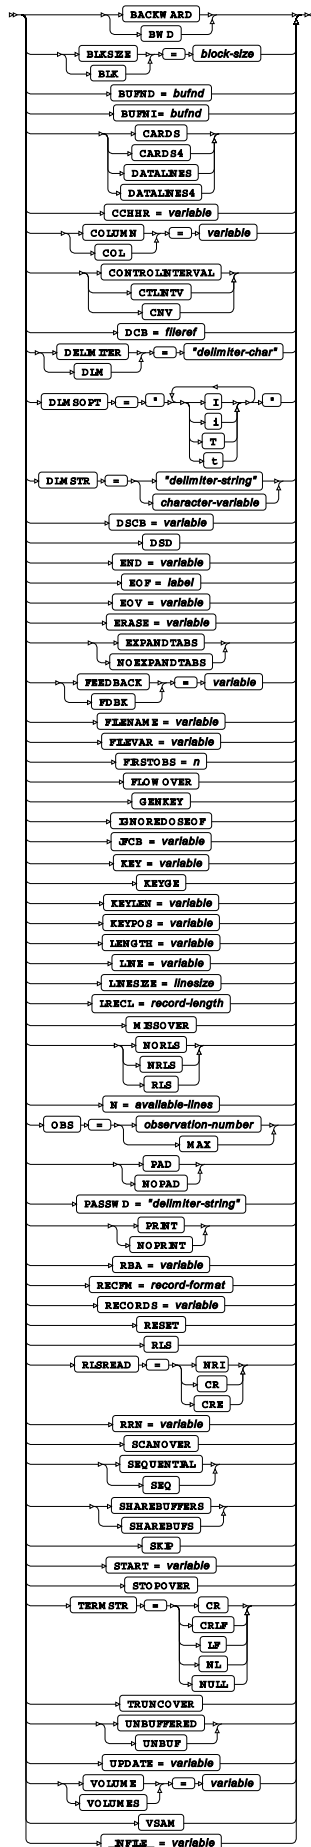 BACKWARD
BWD
BLKSIZE = block-size
BLK
BUFND = bufnd
BUFNI = bufnd
CARDS
CARDS4
DATALINES
DATALINES4
CCHHR = variable
COLUMN = variable
COL
CONTROLINTERVAL
CTLINTV
CNV
DCB = fileref
DELIMITER = "delimiter-char"
DLM
DLMSOPT = " I "
i
T
t
DLMSTR = "delimiter-string"
character-variable
DSCB = variable
DSD
END = variable
EOF = label
EOV = variable
ERASE = variable
EXPANDTABS
NOEXPANDTABS
FEEDBACK = variable
FDBK
FILENAME = variable
FILEVAR = variable
FIRSTOBS = n
FLOWOVER
GENKEY
IGNOREDOSEOF
JFCB = variable
KEY = variable
KEYGE
KEYLEN = variable
KEYPOS = variable
LENGTH = variable
LINE = variable
LINESIZE = linesize
LRECL = record-length
MISSOVER
NORLS
NRLS
RLS
N = available-lines
OBS = observation-number
MAX
PAD
NOPAD
PASSWD = "delimiter-string"
PRINT
NOPRINT
RBA = variable
RECFM = record-format
RECORDS = variable
RESET
RLS
RLSREAD = NRI
CR
CRE
RRN = variable
SCANOVER
SEQUENTIAL
SEQ
SHAREBUFFERS
SHAREBUFS
SKIP
START = variable
STOPOVER
TERMSTR = CR
CRLF
LF
NL
NULL
TRUNCOVER
UNBUFFERED
UNBUF
UPDATE = variable
VOLUME = variable
VOLUMES
VSAM
_INFILE_ = variable